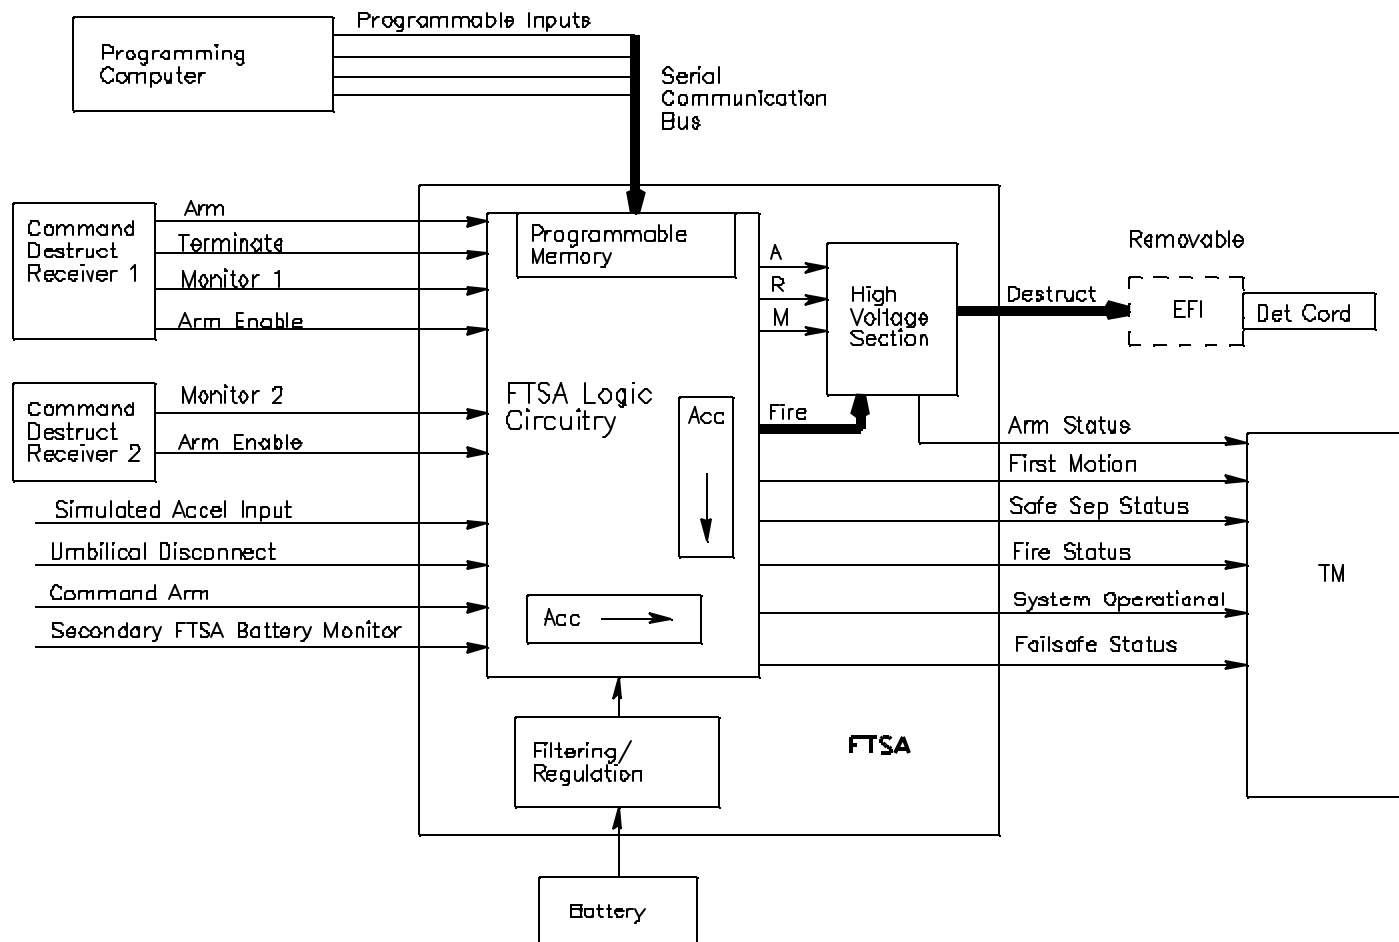 Programmable Inputs
Programming
Computer
Serial
Communication
Bus
Command
Destruct
Receiver 1
Arm
Terminate
Monitor 1
Arm Enable
Command
Destruct
Receiver 2
Monitor 2
Arm Enable
Simulated Accel Input
Umbilical Disconnect
Command Arm
Secondary FTSA Battery Monitor
Programmable
Memory
FTSA Logic
Circuitry
Acc
Acc
A
R
M
Fire
High
Voltage
Section
Destruct
Removable
EFI
Det Cord
Arm Status
First Motion
Safe Sep Status
Fire Status
System Operational
Failsafe Status
TM
Filtering/
Regulation
FTSA
Battery